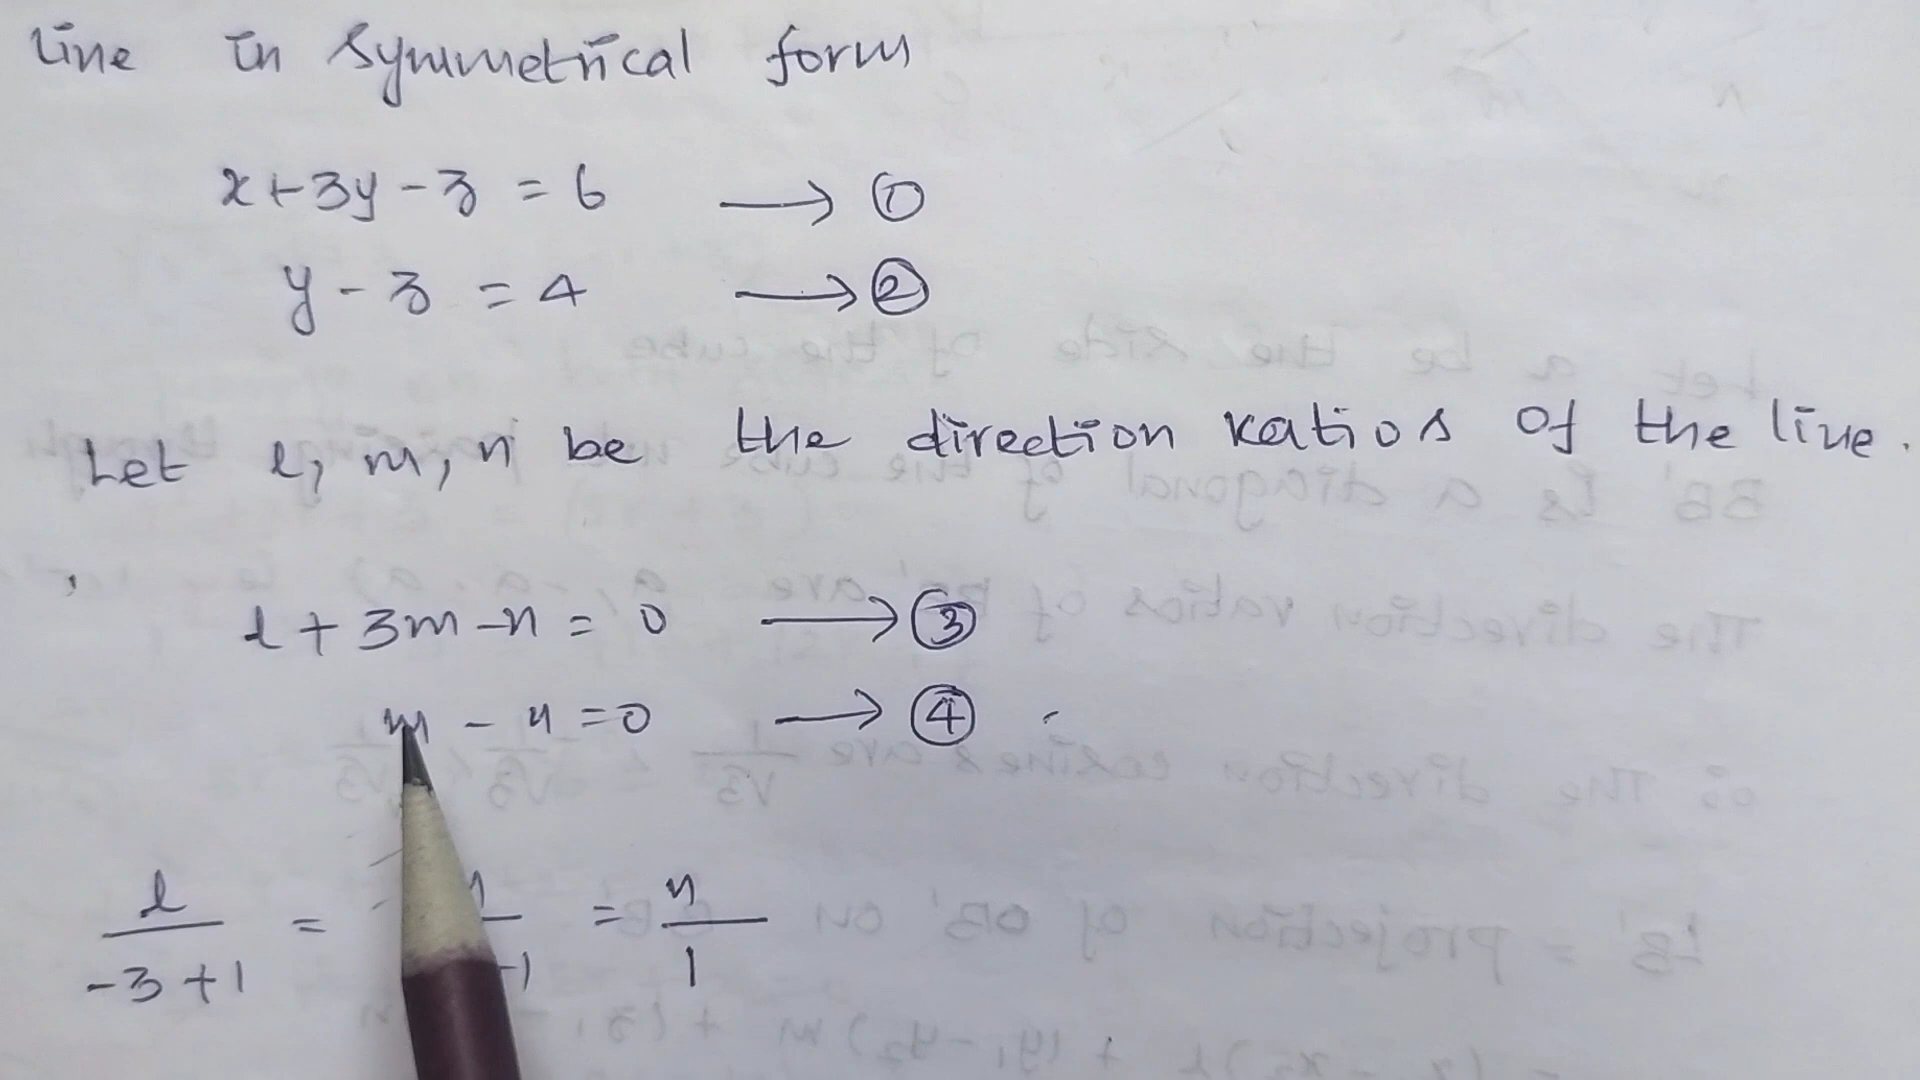 line in symmetrical form
x+3y-z = 6 → ①
y-z = 4 → ②
Let l, m, n be the direction ratios of the line.
l + 3m - n = 0 → ③
m - n = 0 → ④
l/-3+1 = /-1 = n/1